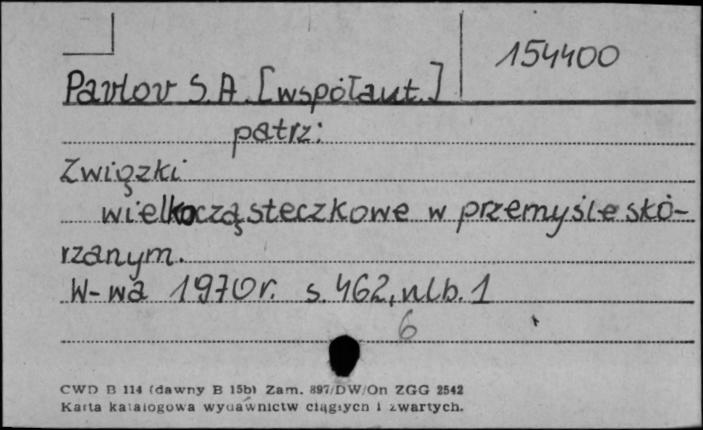 154400
Pavlov S.A. [współaut.]
patrz:
Związki
wielkocząsteczkowe w przemyśle skó-
rzanym.
W-wa 1970r. s. 462, nlb. 1
6
CWD B 114 (dawny B 15b) Zam. 897/DW/On ZGG 2542
Karta katalogowa wydawnictw ciągłych i zwartych.